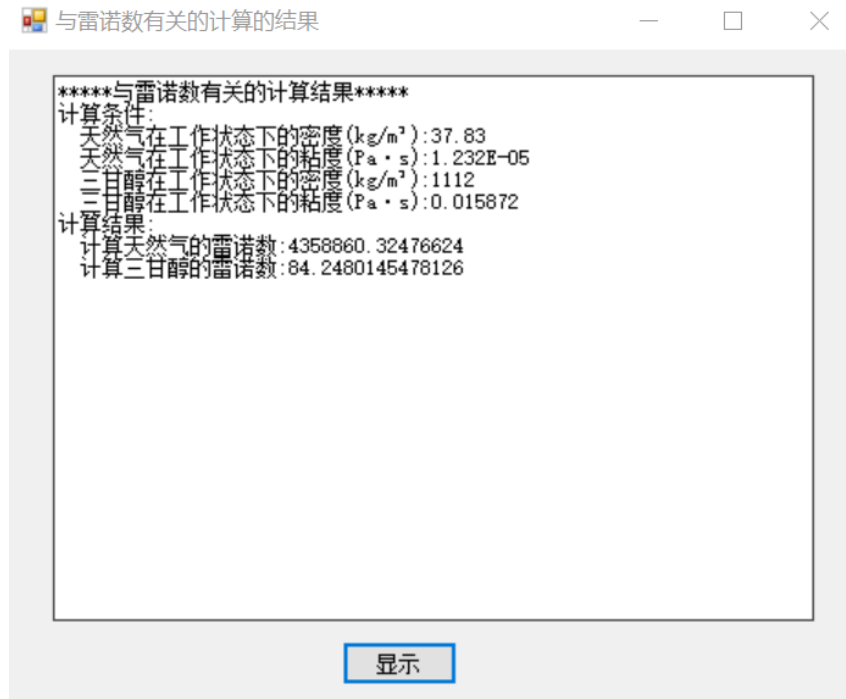 与雷诺数有关的计算的结果
*****与雷诺数有关的计算结果*****
计算条件:
天然气在工作状态下的密度(kg/m³):37.83
天然气在工作状态下的粘度(Pa·s):1.232E-05
三甘醇在工作状态下的密度(kg/m³):1112
三甘醇在工作状态下的粘度(Pa·s):0.015872
计算结果:
计算天然气的雷诺数:4358860.32476624
计算三甘醇的雷诺数:84.2480145478126
显示